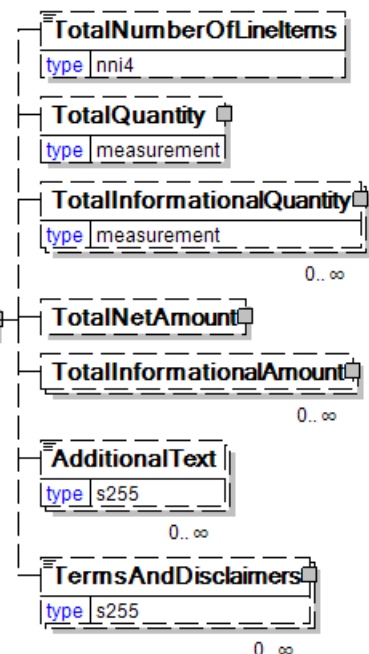 TotalNumberOfLineItems
type nni4
TotalQuantity
type measurement
TotalInformationalQuantity
type measurement
0.. ∞
TotalNetAmount
TotalInformationalAmount
0.. ∞
AdditionalText
type s255
0.. ∞
TermsAndDisclaimers
type s255
0.. ∞